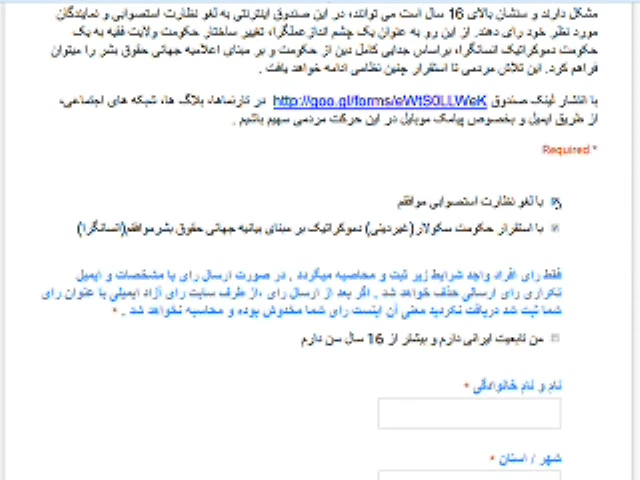 مشکل دارند و سنشان بالای 16 سال است می توانند، در این صندوق اینترنتی به لغو نظارت استصوابی و نمایندگان
مورد نظر خود رای دهند. از این رو به عنوان یک چشم انداز عملگرا، تغییر ساختار حکومت ولایت فقیه به یک
حکومت دموکراتیک انسانگرا، براساس جدایی کامل دین از حکومت و بر مبنای اعلامیه جهانی حقوق بشر را میتوان
فراهم کرد. این تلاش مردمی تا استقرار چنین نظامی ادامه خواهد یافت .
با انتشار لینک صندوق http://goo.gl/forms/eWtS0LLWeK در تارنماها، بلاگ ها، شبکه های اجتماعی،
از طریق ایمیل و بخصوص پیامک موبایل در این حرکت مردمی سهیم باشیم .
Required *
با لغو نظارت استصوابی موافقم
با استقرار حکومت سکولار(غیردینی) دموکراتیک بر مبنای بیانیه جهانی حقوق بشرموافقم(انسانگرا)
فقط رای افراد واجد شرایط زیر ثبت و محاسبه میگردد . در صورت ارسال رای با مشخصات و ایمیل
تکراری رای ارسالی حذف خواهد شد . اگر بعد از ارسال رای ،از طرف سایت رای آزاد ایمیلی با عنوان رای
شما ثبت شد دریافت نکردید معنی آن اینست رای شما مخدوش بوده و محاسبه نخواهد شد . *
من تابعیت ایرانی دارم و بیشتر از 16 سال سن دارم
نام و نام خانوادگی *
شهر / استان *